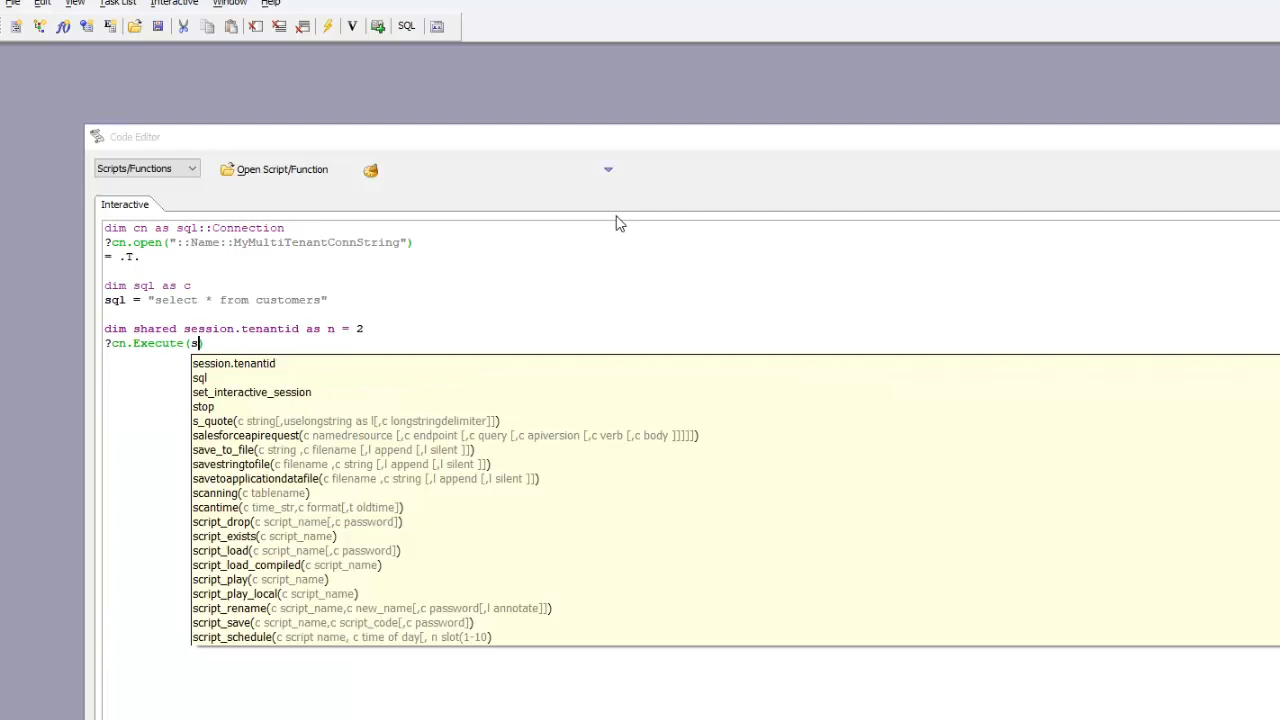 File Edit View Task List Interactive Window Help
f() E V SQL
Code Editor
Scripts/Functions Open Script/Function
Interactive
dim cn as sql::Connection
?cn.open("::Name::MyMultiTenantConnString")
= .T.
dim sql as c
sql = "select * from customers"
dim shared session.tenantid as n = 2
?cn.Execute(s)
session.tenantid
sql
set_interactive_session
stop
s_quote(c string[,uselongstring as l[,c longstringdelimiter]])
salesforceapirequest(c namedresource [,c endpoint [,c query [,c apiversion [,c verb [,c body ]]]]])
save_to_file(c string ,c filename [,l append [,l silent ]])
savestringtofile(c filename ,c string [,l append [,l silent ]])
savetoapplicationdatafile(c filename ,c string [,l append [,l silent ]])
scanning(c tablename)
scantime(c time_str,c format[,t oldtime])
script_drop(c script_name[,c password])
script_exists(c script_name)
script_load(c script_name[,c password])
script_load_compiled(c script_name)
script_play(c script_name)
script_play_local(c script_name)
script_rename(c script_name,c new_name[,c password[,l annotate]])
script_save(c script_name,c script_code[,c password])
script_schedule(c script name, c time of day[, n slot(1-10)